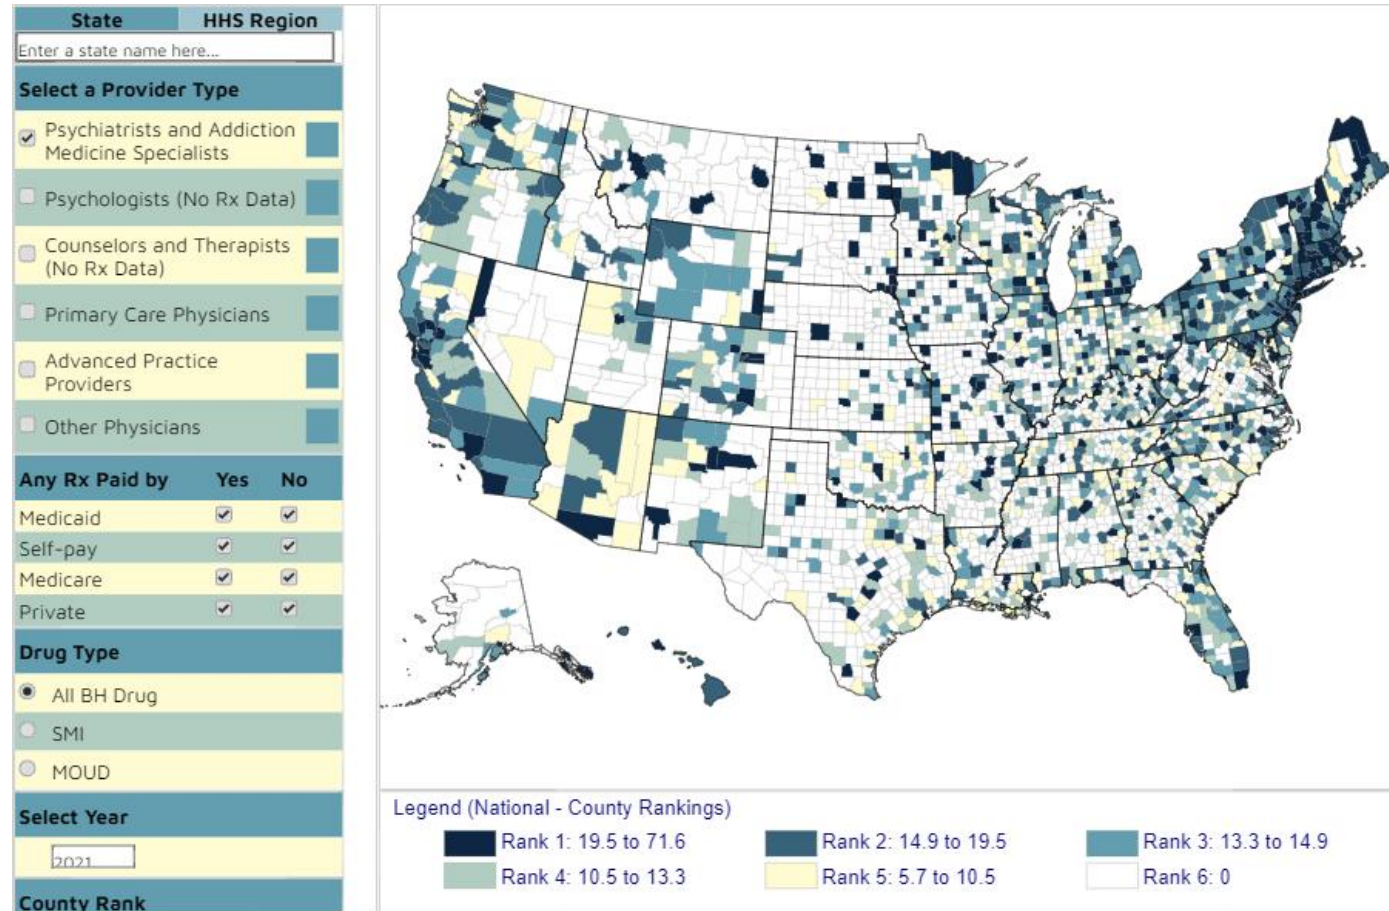 State HHS Region
Enter a state name here...
Select a Provider Type
Psychiatrists and Addiction
Medicine Specialists
Psychologists (No Rx Data)
Counselors and Therapists
(No Rx Data)
Primary Care Physicians
Advanced Practice
Providers
Other Physicians
Any Rx Paid by Yes No
Medicaid
Self-pay
Medicare
Private
Drug Type
All BH Drug
SMI
MOUD
Select Year
2021
County Rank
Legend (National - County Rankings)
Rank 1: 19.5 to 71.6 Rank 2: 14.9 to 19.5 Rank 3: 13.3 to 14.9
Rank 4: 10.5 to 13.3 Rank 5: 5.7 to 10.5 Rank 6: 0